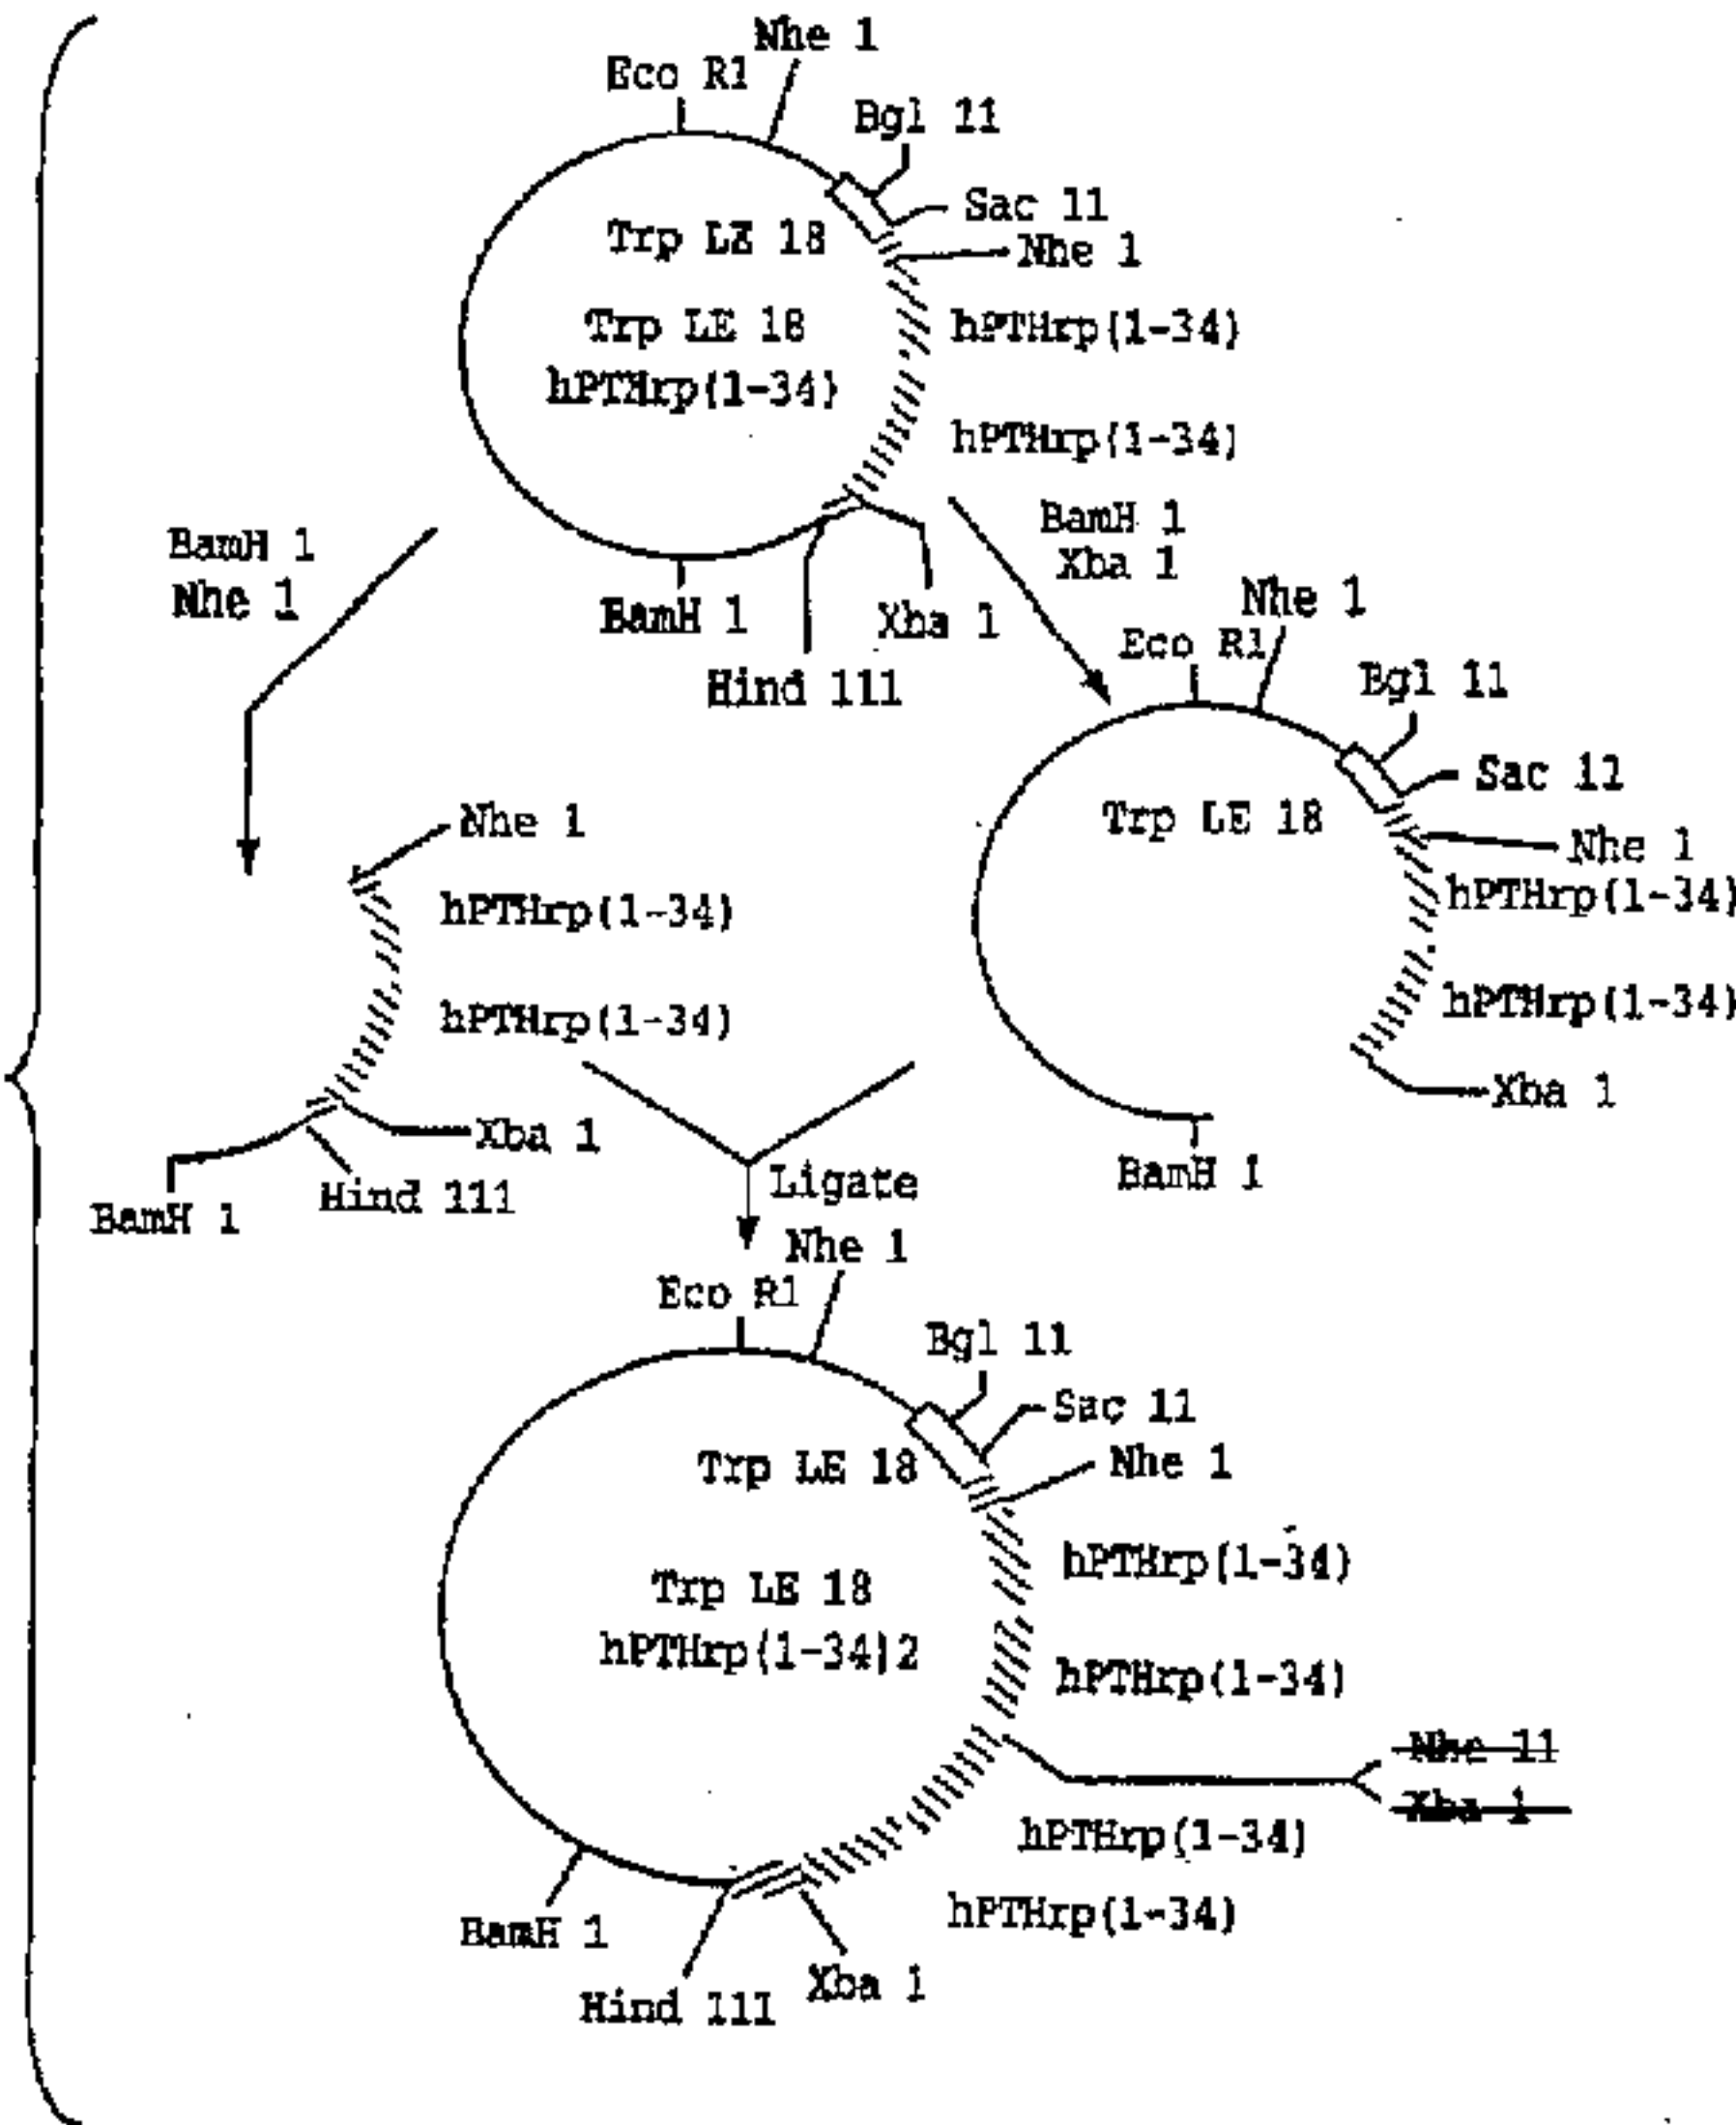 Nhe 1
Eco R1
Bgl 11
Sac 11
Trp LE 18
Nhe 1
Trp LE 18
hPTHrp(1-34)
hPTHrp(1-34)
hPTHrp(1-34)
BamH 1
Nhe 1
BamH 1
Xba 1
BamH 1
Xba 1
Hind 111
Nhe 1
Eco R1
Bgl 11
Sac 11
Trp LE 18
Nhe 1
hPTHrp(1-34)
hPTHrp(1-34)
Xba 1
BamH 1
Nhe 1
hPTHrp(1-34)
hPTHrp(1-34)
Xba 1
Hind 111
BamH 1
Ligate
Nhe 1
Eco R1
Bgl 11
Sac 11
Trp LE 18
Nhe 1
Trp LE 18
hPTHrp(1-34)2
hPTHrp(1-34)
hPTHrp(1-34)
Nhe 11
Xba 1
hPTHrp(1-34)
hPTHrp(1-34)
BamH 1
Hind 111
Xba 1